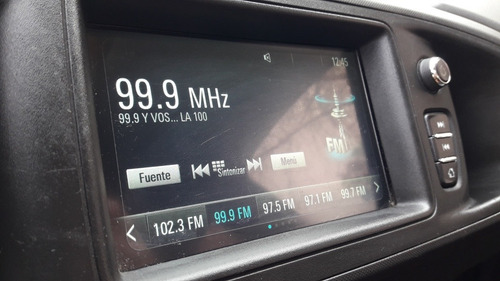 12:45
99.9 MHz
99.9 Y VOS... LA 100
FM
Fuente
Sintonizar
Menú
102.3 FM 99.9 FM 97.5 FM 97.1 FM 99.7 FM